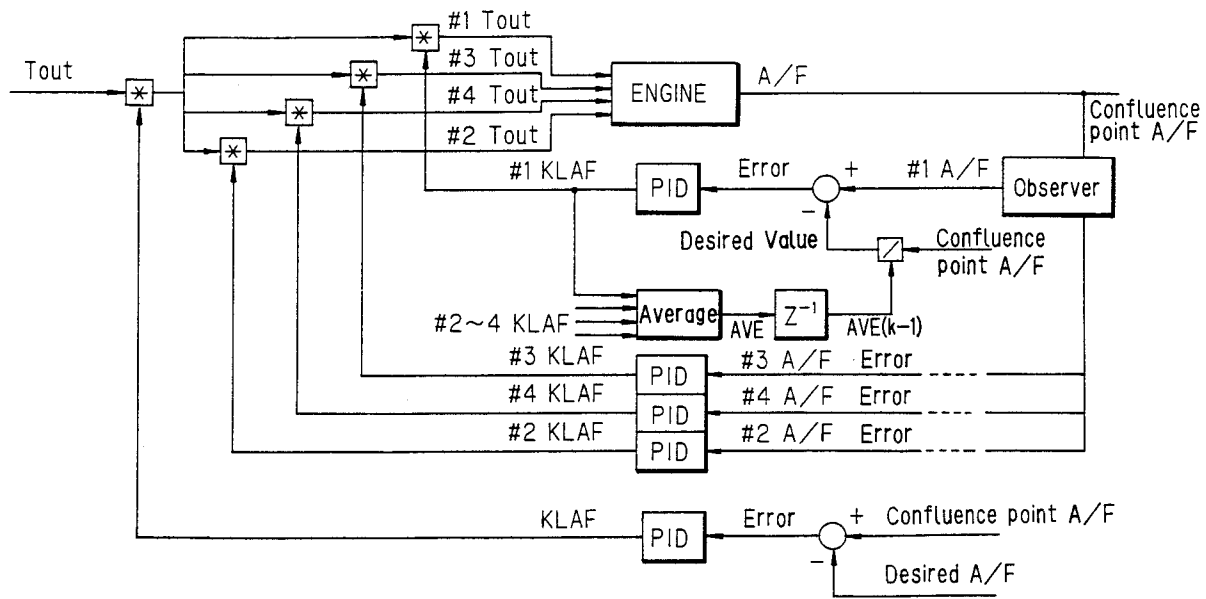 #1 Tout
Tout
*
*
#3 Tout
*
#4 Tout
*
#2 Tout
*
ENGINE
A/F
Confluence
point A/F
#1 KLAF
PID
Error
+
−
#1 A/F
Observer
Desired Value
/
Confluence
point A/F
#2~4 KLAF
Average
AVE
Z⁻¹
AVE(k-1)
#3 KLAF
PID
#3 A/F Error
#4 KLAF
PID
#4 A/F Error
#2 KLAF
PID
#2 A/F Error
KLAF
PID
Error
+
Confluence point A/F
−
Desired A/F